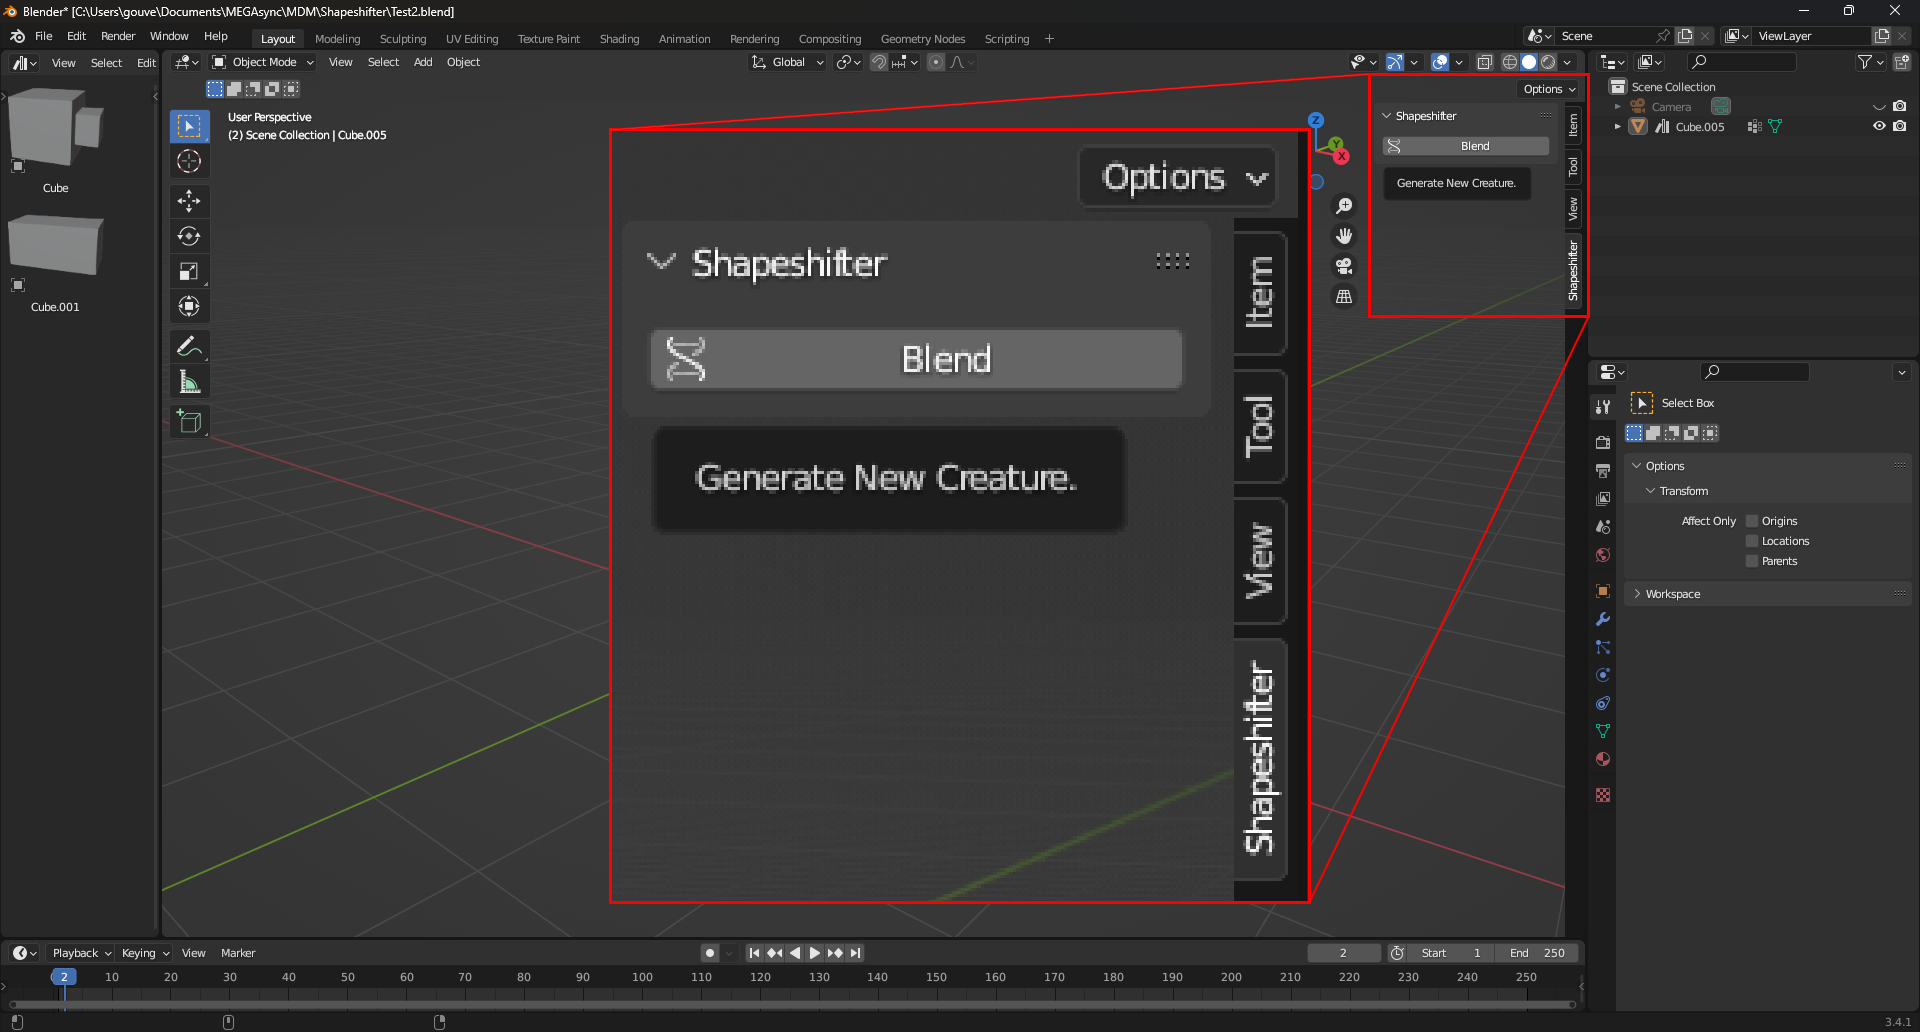 Blender* [C:\Users\gouve\Documents\MEGAsync\MDM\Shapeshifter\Test2.blend]
File Edit Render Window Help Layout Modeling Sculpting UV Editing Texture Paint Shading Animation Rendering Compositing Geometry Nodes Scripting + Scene ViewLayer
View Select Edit
Object Mode View Select Add Object Global
Options
User Perspective
(2) Scene Collection | Cube.005
Cube
Cube.001
Z
Y
X
Shapeshifter
Blend
Generate New Creature.
Item
Tool
View
Shapeshifter
Options
Shapeshifter
Blend
Generate New Creature.
Item
Tool
View
Shapeshifter
Scene Collection
Camera
Cube.005
Select Box
Options
Transform
Affect Only Origins
Locations
Parents
Workspace
Playback Keying View Marker 2 Start 1 End 250
2 10 20 30 40 50 60 70 80 90 100 110 120 130 140 150 160 170 180 190 200 210 220 230 240 250
3.4.1